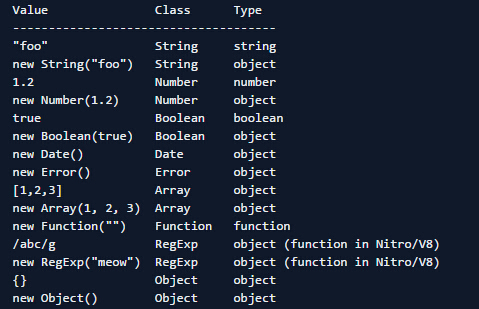 Value              Class      Type
-------------------------------------
"foo"              String     string
new String("foo")  String     object
1.2                Number     number
new Number(1.2)    Number     object
true               Boolean    boolean
new Boolean(true)  Boolean    object
new Date()         Date       object
new Error()        Error      object
[1,2,3]            Array      object
new Array(1, 2, 3) Array      object
new Function("")   Function   function
/abc/g             RegExp     object (function in Nitro/V8)
new RegExp("meow") RegExp     object (function in Nitro/V8)
{}                 Object     object
new Object()       Object     object